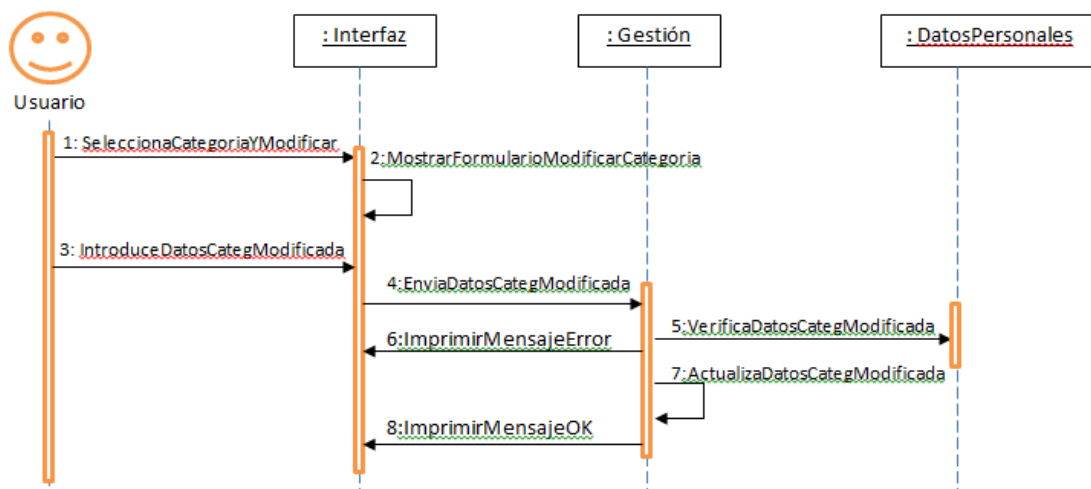 : Interfaz
: Gestión
: DatosPersonales
Usuario
1: SeleccionaCategoriaYModificar
2:MostrarFormularioModificarCategoria
3: IntroduceDatosCategModificada
4:EnviaDatosCategModificada
5:VerificaDatosCategModificada
6:ImprimirMensajeError
7:ActualizaDatosCategModificada
8:ImprimirMensajeOK